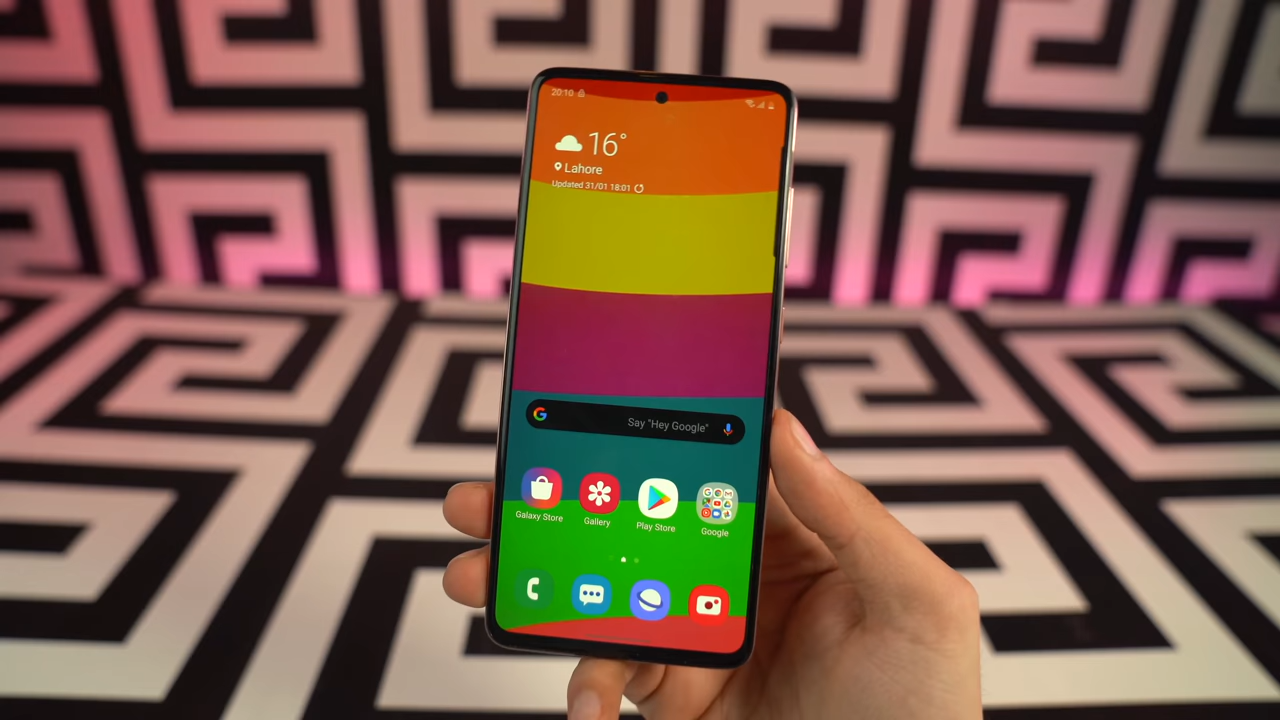 20:10
16°
Lahore
Updated 31/01 18:01
Say "Hey Google"
Galaxy Store
Gallery
Play Store
Google